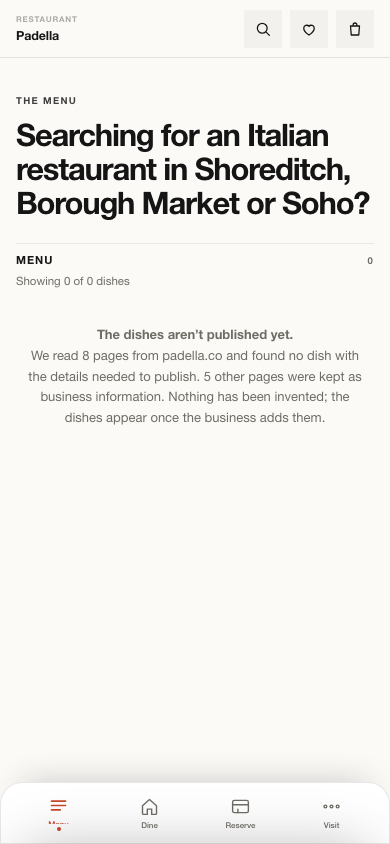 RESTAURANT
Padella
THE MENU
Searching for an Italian
restaurant in Shoreditch,
Borough Market or Soho?
MENU
0
Showing 0 of 0 dishes
The dishes aren't published yet.
We read 8 pages from padella.co and found no dish with
the details needed to publish. 5 other pages were kept as
business information. Nothing has been invented; the
dishes appear once the business adds them.
Dine
Reserve
Visit